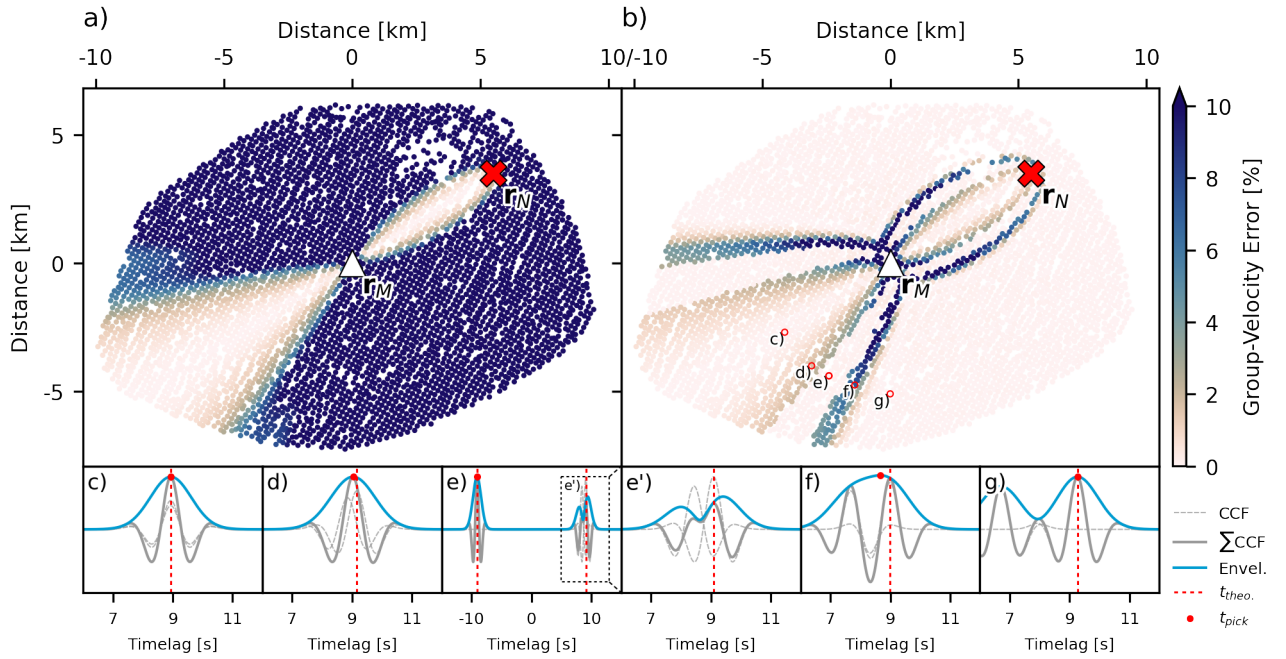 a)
b)
Distance [km]
Distance [km]
-10 -5 0 5 10/-10 -5 0 5 10
5
0
-5
Distance [km]
r_N
r_M
r_N
r_M
c)
d)
e)
f)
g)
10
8
6
4
2
0
Group-Velocity Error [%]
c)
d)
e)
e')
e')
f)
g)
CCF
∑CCF
Envel.
t_theo.
t_pick
7 9 11
7 9 11
-10 0 10
7 9 11
7 9 11
7 9 11
Timelag [s]
Timelag [s]
Timelag [s]
Timelag [s]
Timelag [s]
Timelag [s]